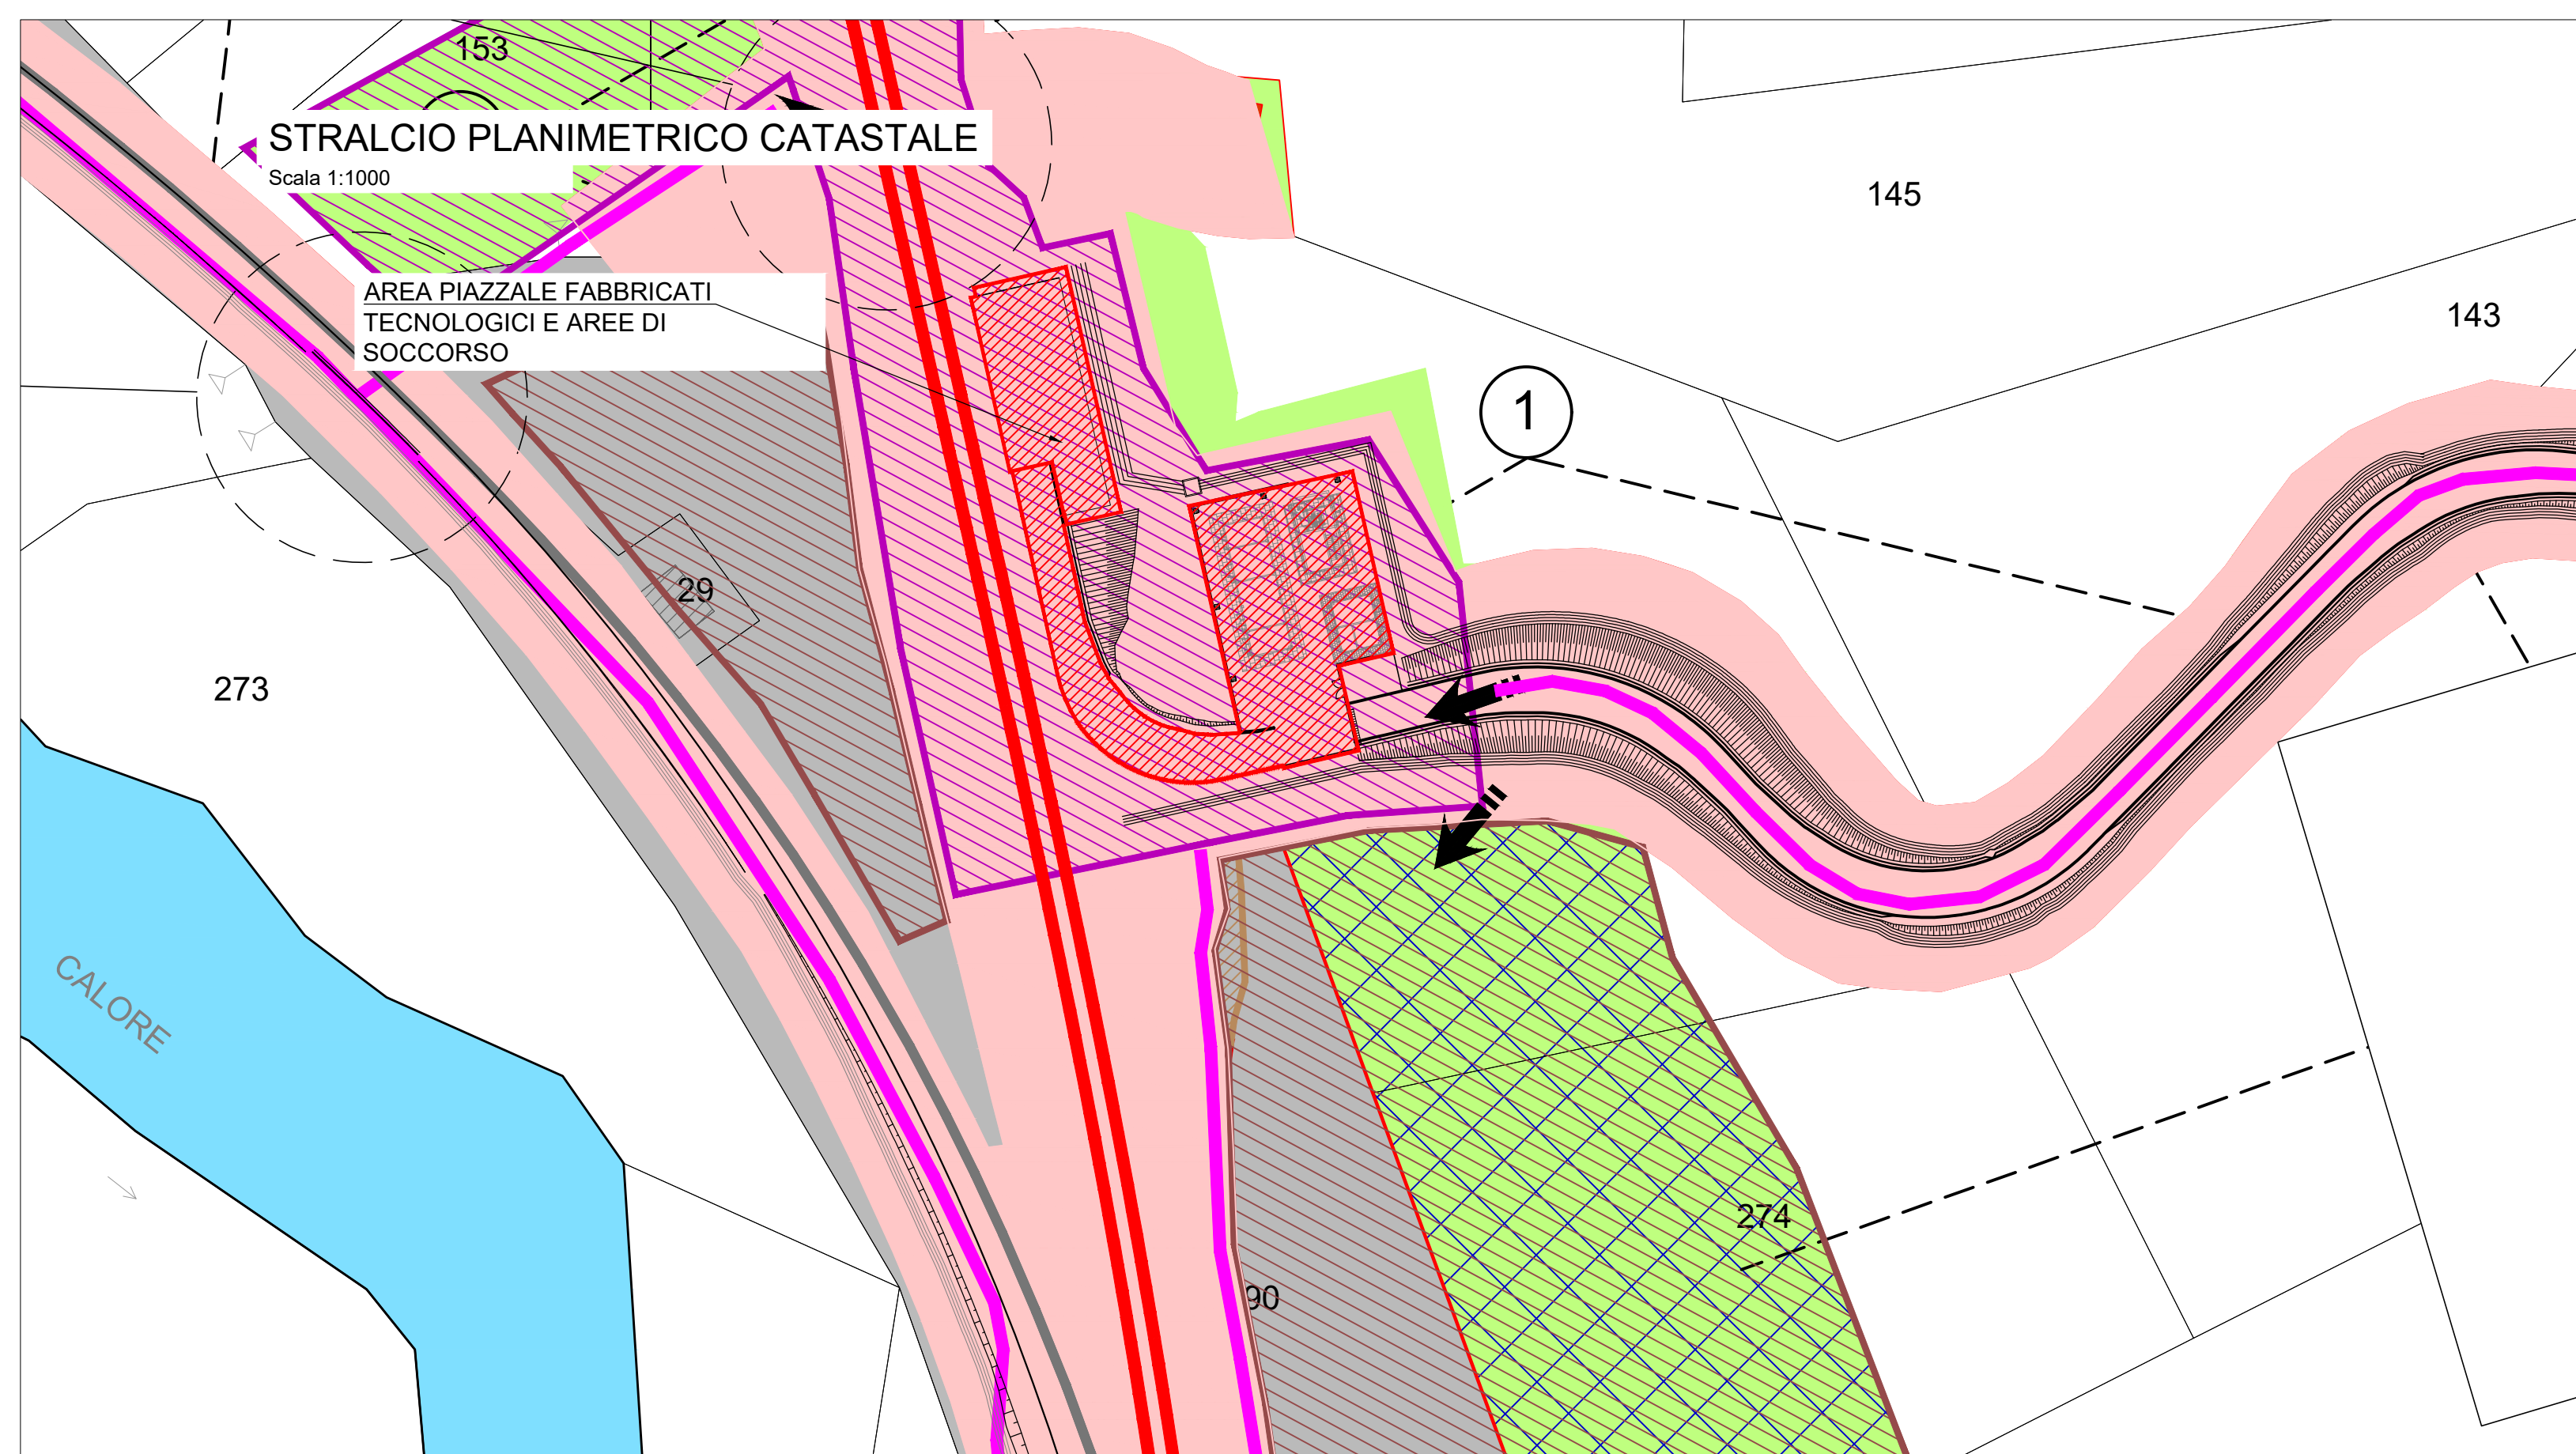 153
STRALCIO PLANIMETRICO CATASTALE
Scala 1:1000
145
AREA PIAZZALE FABBRICATI
TECNOLOGICI E AREE DI
SOCCORSO
143
1
29
273
CALORE
274
90